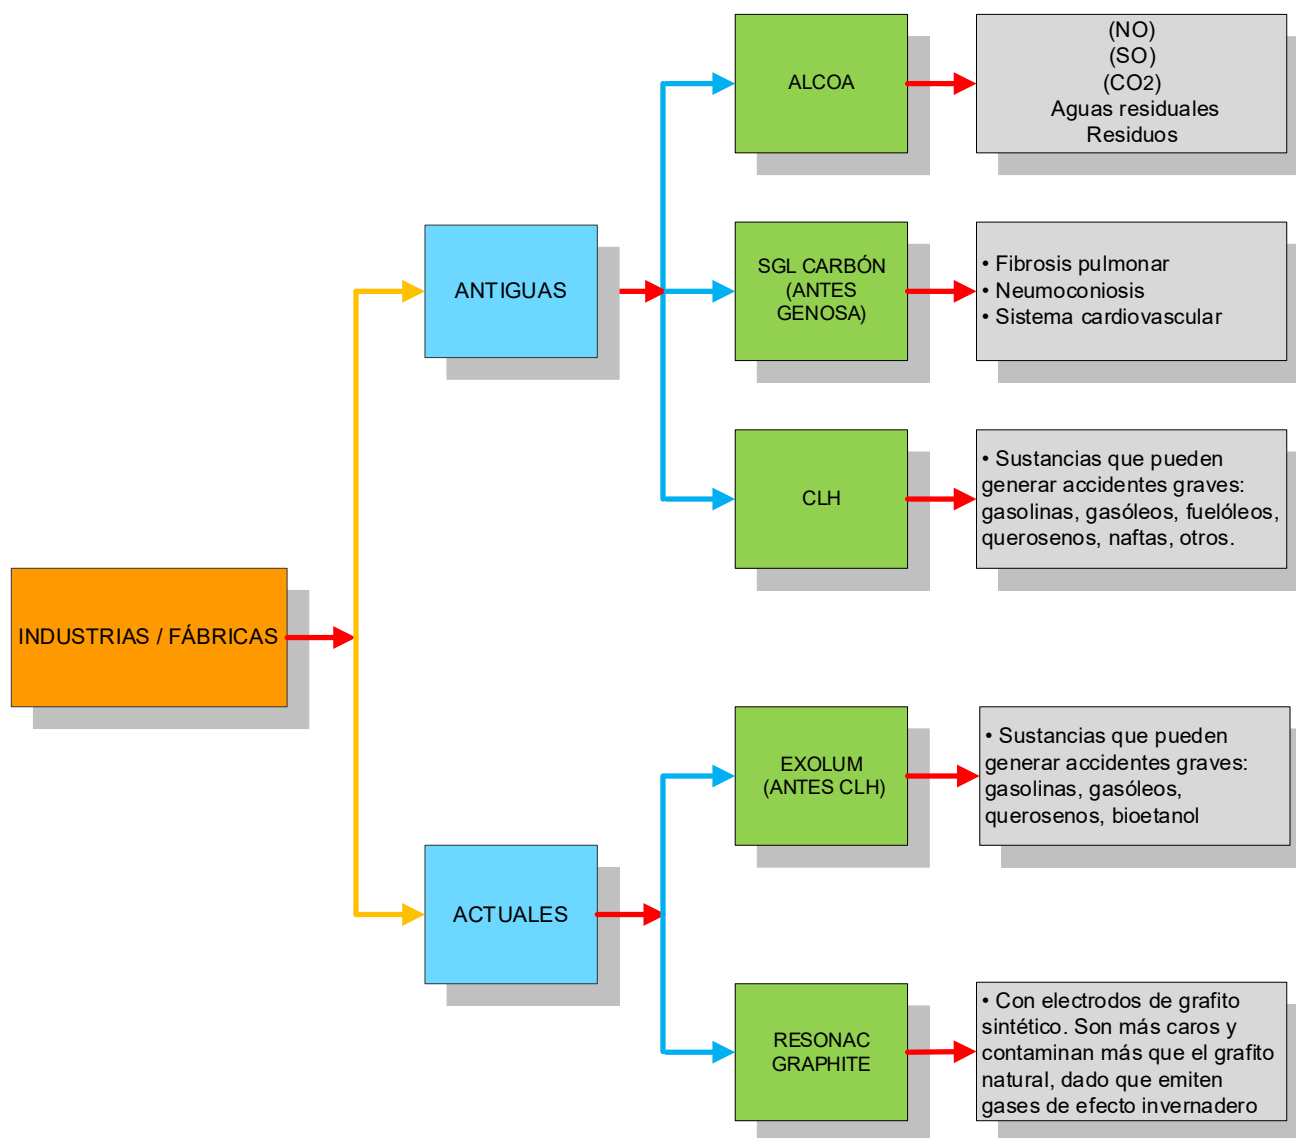 (NO)
(SO)
(CO2)
Aguas residuales
Residuos
ALCOA
SGL CARBÓN
(ANTES
GENOSA)
• Fibrosis pulmonar
• Neumoconiosis
• Sistema cardiovascular
ANTIGUAS
CLH
• Sustancias que pueden
generar accidentes graves:
gasolinas, gasóleos, fuelóleos,
querosenos, naftas, otros.
INDUSTRIAS / FÁBRICAS
EXOLUM
(ANTES CLH)
• Sustancias que pueden
generar accidentes graves:
gasolinas, gasóleos,
querosenos, bioetanol
ACTUALES
RESONAC
GRAPHITE
• Con electrodos de grafito
sintético. Son más caros y
contaminan más que el grafito
natural, dado que emiten
gases de efecto invernadero